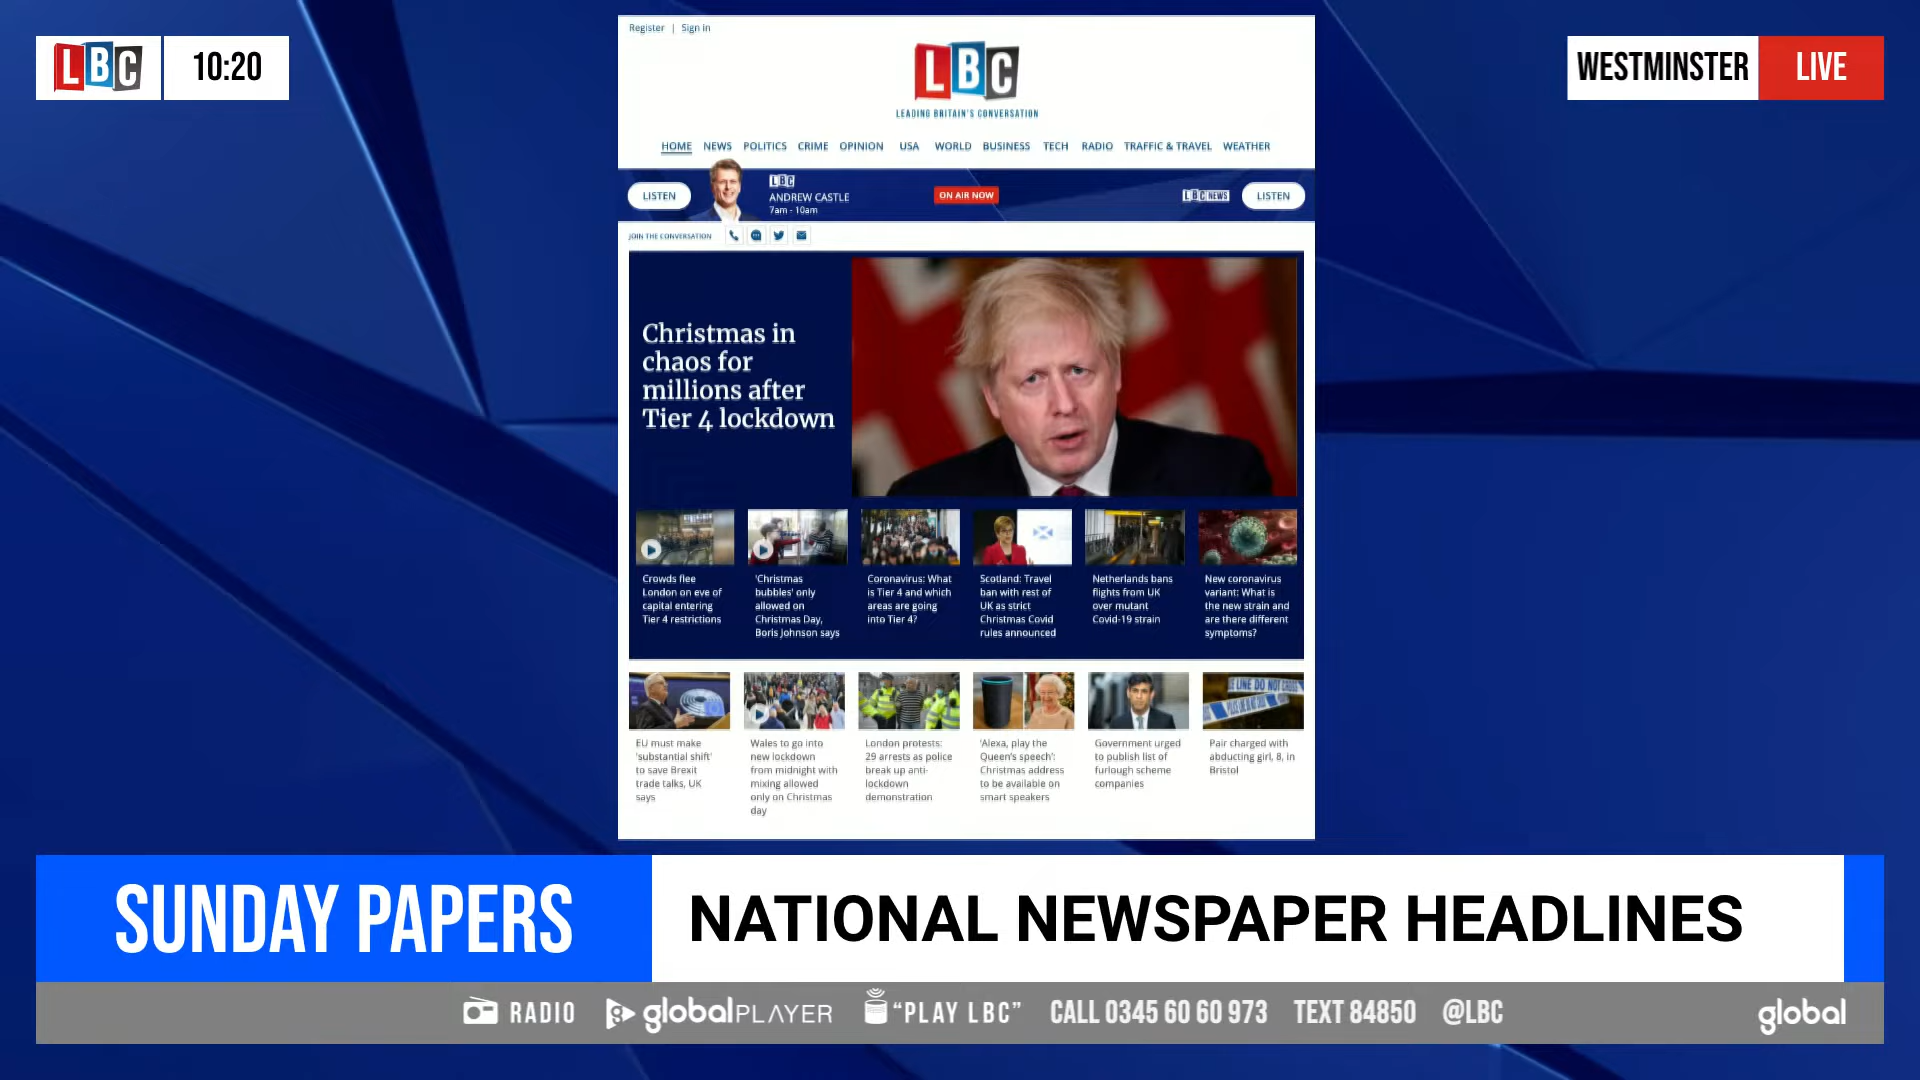 LBC
10:20
WESTMINSTER
LIVE
Register | Sign in
LBC
LEADING BRITAIN'S CONVERSATION
HOME NEWS POLITICS CRIME OPINION USA WORLD BUSINESS TECH RADIO TRAFFIC & TRAVEL WEATHER
LISTEN
LBC
ANDREW CASTLE
7am - 10am
ON AIR NOW
LBC NEWS
LISTEN
JOIN THE CONVERSATION
Christmas in
chaos for
millions after
Tier 4 lockdown
Crowds flee
London on eve of
capital entering
Tier 4 restrictions
'Christmas
bubbles' only
allowed on
Christmas Day,
Boris Johnson says
Coronavirus: What
is Tier 4 and which
areas are going
into Tier 4?
Scotland: Travel
ban with rest of
UK as strict
Christmas Covid
rules announced
Netherlands bans
flights from UK
over mutant
Covid-19 strain
New coronavirus
variant: What is
the new strain and
are there different
symptoms?
EU must make
'substantial shift'
to save Brexit
trade talks, UK
says
Wales to go into
new lockdown
from midnight with
mixing allowed
only on Christmas
day
London protests:
29 arrests as police
break up anti-
lockdown
demonstration
'Alexa, play the
Queen's speech':
Christmas address
to be available on
smart speakers
Government urged
to publish list of
furlough scheme
companies
LINE DO NOT CROSS
Pair charged with
abducting girl, 8, in
Bristol
SUNDAY PAPERS
NATIONAL NEWSPAPER HEADLINES
RADIO
globalPLAYER
"PLAY LBC"
CALL 0345 60 60 973
TEXT 84850
@LBC
global